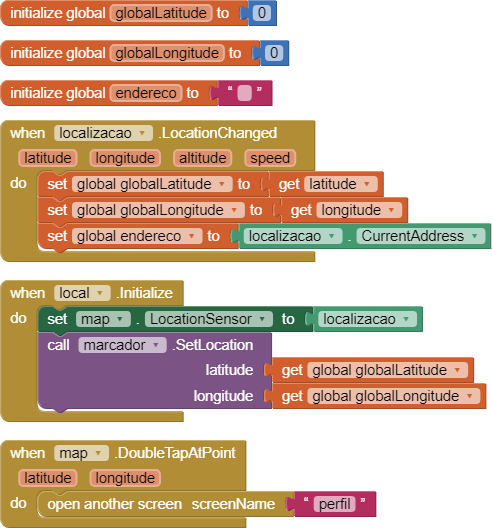 initialize global globalLatitude to 0
initialize global globalLongitude to 0
initialize global endereco to “ ”
when localizacao .LocationChanged
latitude longitude altitude speed
do set global globalLatitude to get latitude
set global globalLongitude to get longitude
set global endereco to localizacao . CurrentAddress
when local .Initialize
do set map . LocationSensor to localizacao
call marcador .SetLocation
latitude get global globalLatitude
longitude get global globalLongitude
when map .DoubleTapAtPoint
latitude longitude
do open another screen screenName “ perfil ”